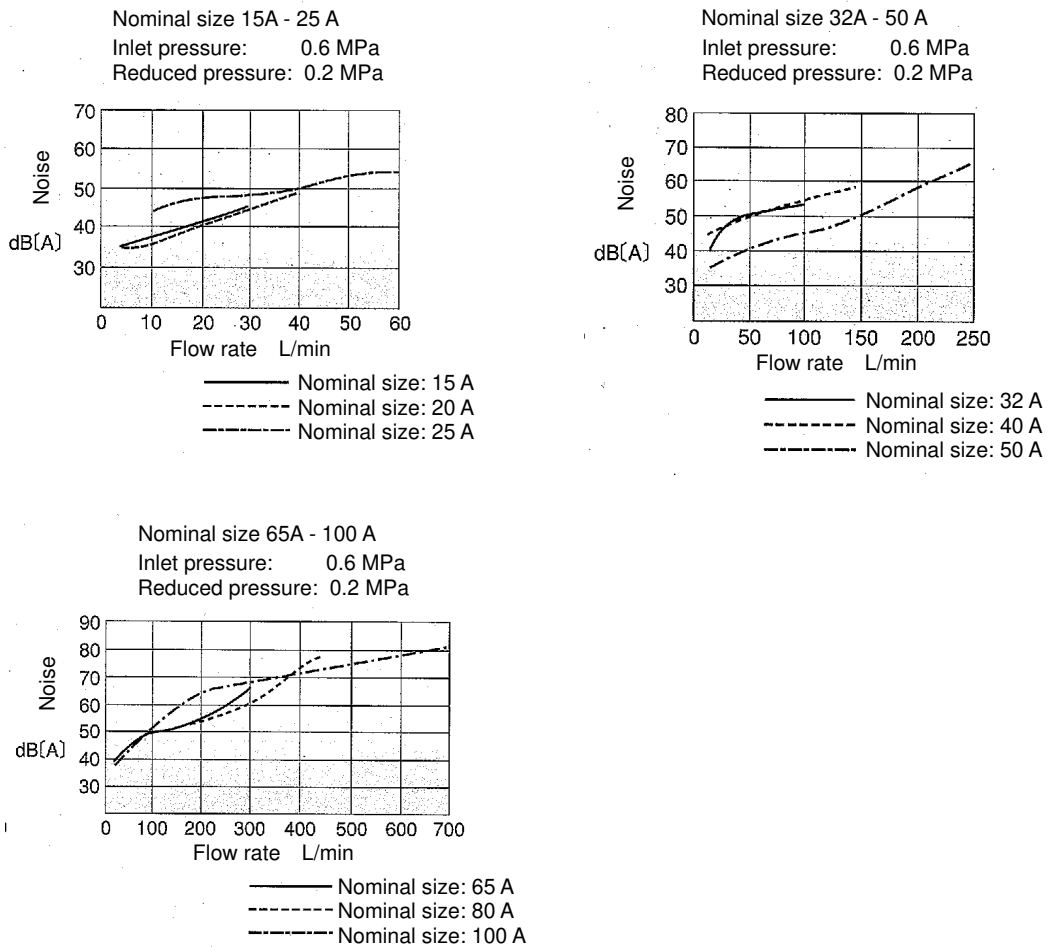 Nominal size 15A - 25 A
Inlet pressure: 0.6 MPa
Reduced pressure: 0.2 MPa
70
60
50
40
30
Noise
dB[A]
0 10 20 30 40 50 60
Flow rate L/min
Nominal size: 15 A
Nominal size: 20 A
Nominal size: 25 A
Nominal size 32A - 50 A
Inlet pressure: 0.6 MPa
Reduced pressure: 0.2 MPa
80
70
60
50
40
30
Noise
dB[A]
0 50 100 150 200 250
Flow rate L/min
Nominal size: 32 A
Nominal size: 40 A
Nominal size: 50 A
Nominal size 65A - 100 A
Inlet pressure: 0.6 MPa
Reduced pressure: 0.2 MPa
90
80
70
60
50
40
30
Noise
dB[A]
0 100 200 300 400 500 600 700
Flow rate L/min
Nominal size: 65 A
Nominal size: 80 A
Nominal size: 100 A